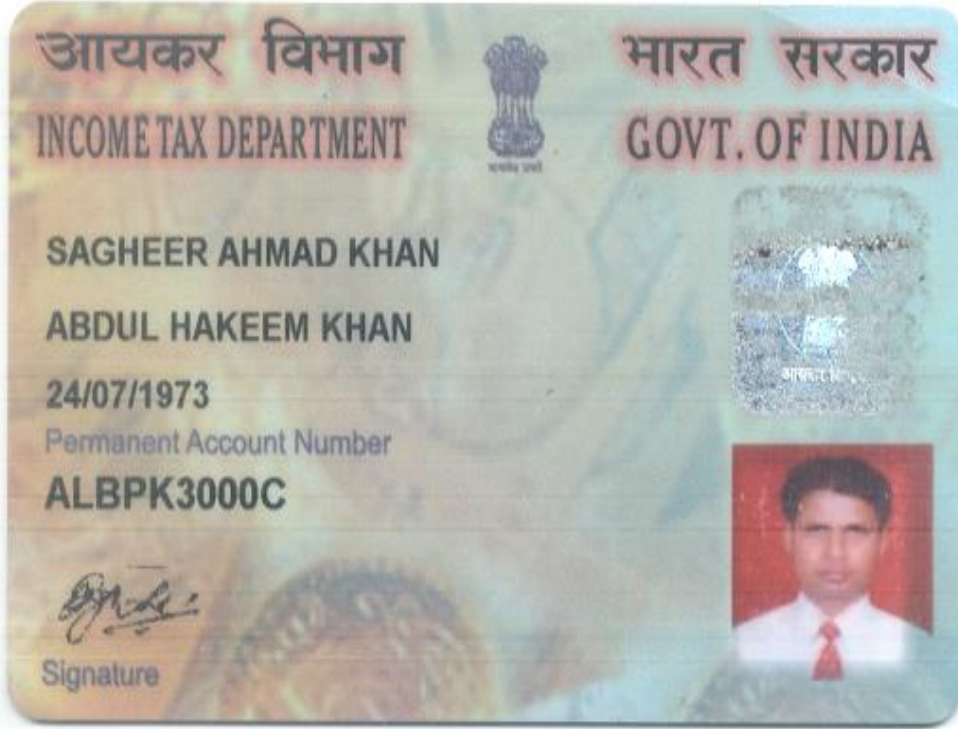 आयकर विभाग
भारत सरकार
INCOME TAX DEPARTMENT
GOVT. OF INDIA
SAGHEER AHMAD KHAN
ABDUL HAKEEM KHAN
24/07/1973
Permanent Account Number
ALBPK3000C
Signature